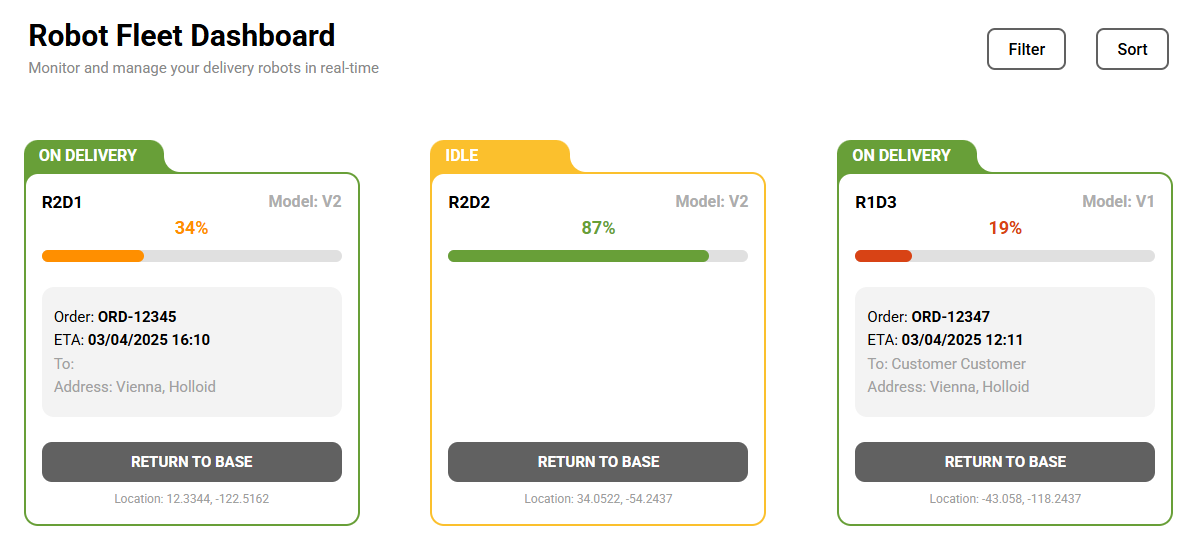 Robot Fleet Dashboard
Monitor and manage your delivery robots in real-time
Filter
Sort
ON DELIVERY
R2D1
Model: V2
34%
Order: ORD-12345
ETA: 03/04/2025 16:10
To:
Address: Vienna, Holloid
RETURN TO BASE
Location: 12.3344, -122.5162
IDLE
R2D2
Model: V2
87%
RETURN TO BASE
Location: 34.0522, -54.2437
ON DELIVERY
R1D3
Model: V1
19%
Order: ORD-12347
ETA: 03/04/2025 12:11
To: Customer Customer
Address: Vienna, Holloid
RETURN TO BASE
Location: -43.058, -118.2437